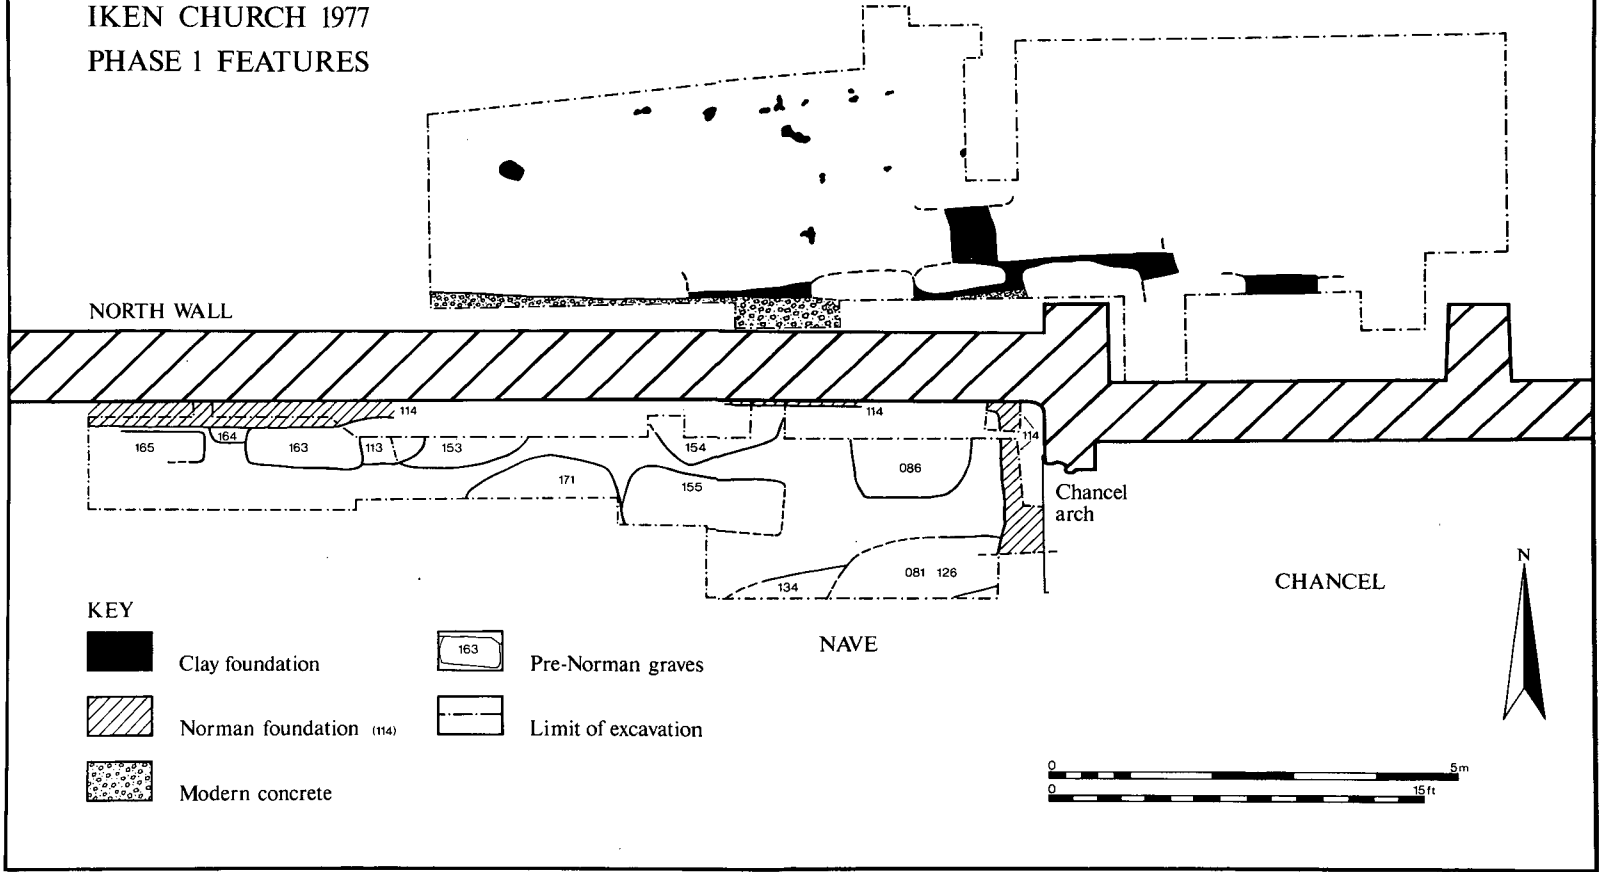 IKEN CHURCH 1977
PHASE 1 FEATURES
NORTH WALL
114
114
114
165
164
163
113
153
154
086
171
155
Chancel
arch
134
081 126
N
CHANCEL
NAVE
KEY
Clay foundation
163
Pre-Norman graves
Norman foundation (114)
Limit of excavation
Modern concrete
0
5m
0
15ft